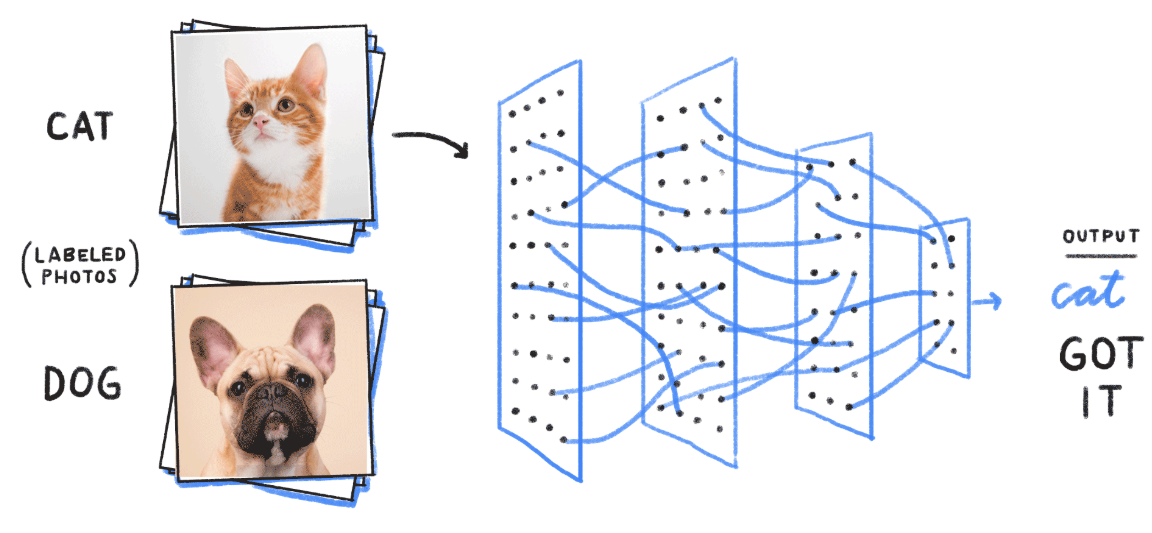 CAT
(LABELED
PHOTOS)
DOG
OUTPUT
cat
GOT
IT